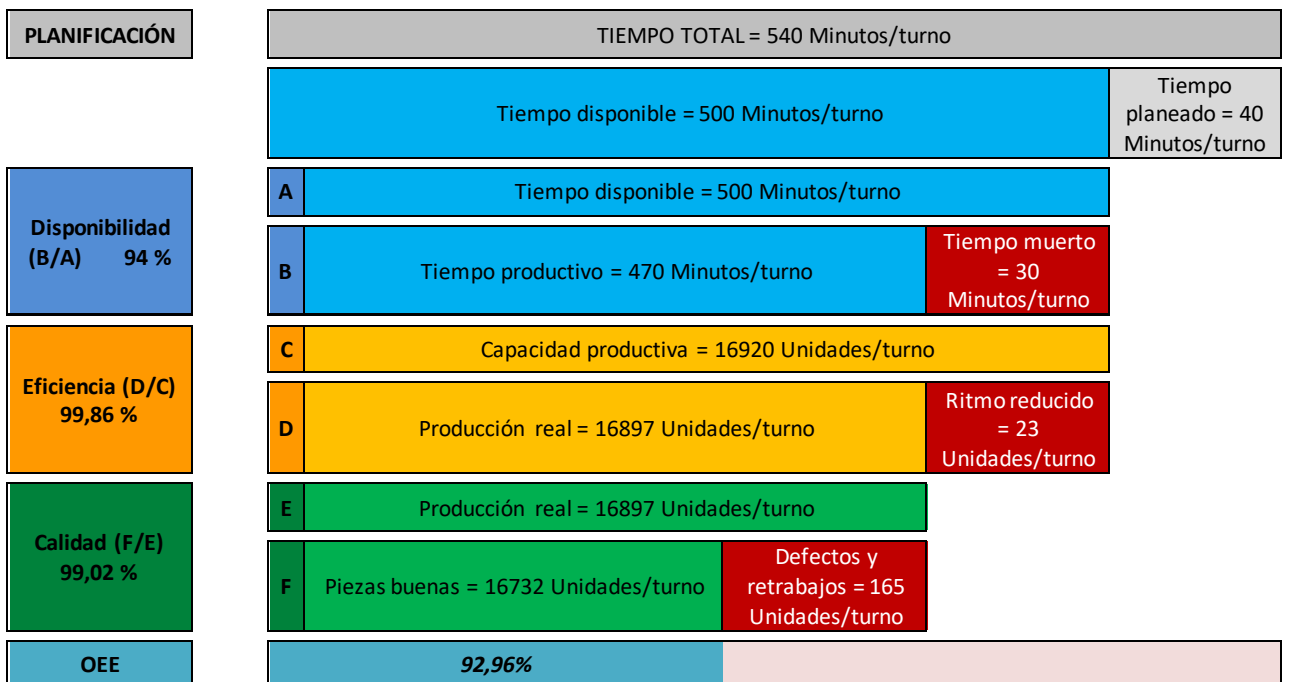 PLANIFICACIÓN
TIEMPO TOTAL = 540 Minutos/turno
Tiempo disponible = 500 Minutos/turno
Tiempo
planeado = 40
Minutos/turno
Disponibilidad
(B/A) 94 %
A
Tiempo disponible = 500 Minutos/turno
B
Tiempo productivo = 470 Minutos/turno
Tiempo muerto
= 30
Minutos/turno
Eficiencia (D/C)
99,86 %
C
Capacidad productiva = 16920 Unidades/turno
D
Producción real = 16897 Unidades/turno
Ritmo reducido
= 23
Unidades/turno
Calidad (F/E)
99,02 %
E
Producción real = 16897 Unidades/turno
F
Piezas buenas = 16732 Unidades/turno
Defectos y
retrabajos = 165
Unidades/turno
OEE
92,96%